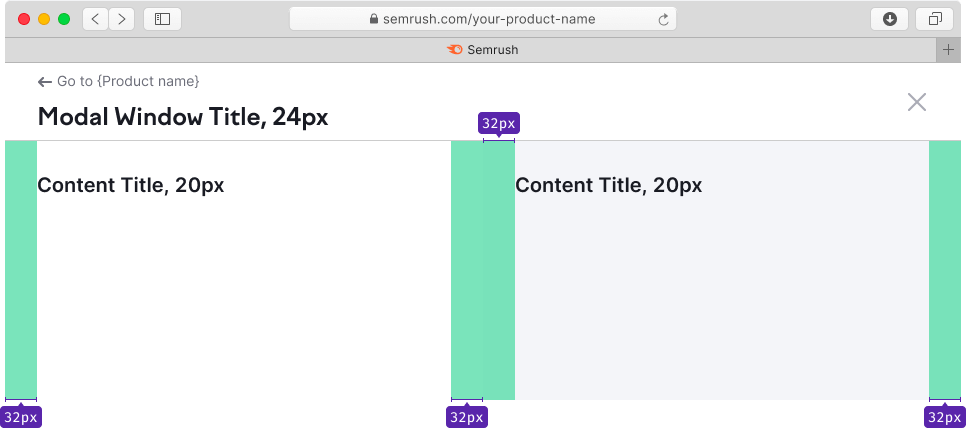 semrush.com/your-product-name
Semrush
Go to {Product name}
Modal Window Title, 24px
32px
Content Title, 20px
Content Title, 20px
32px
32px
32px